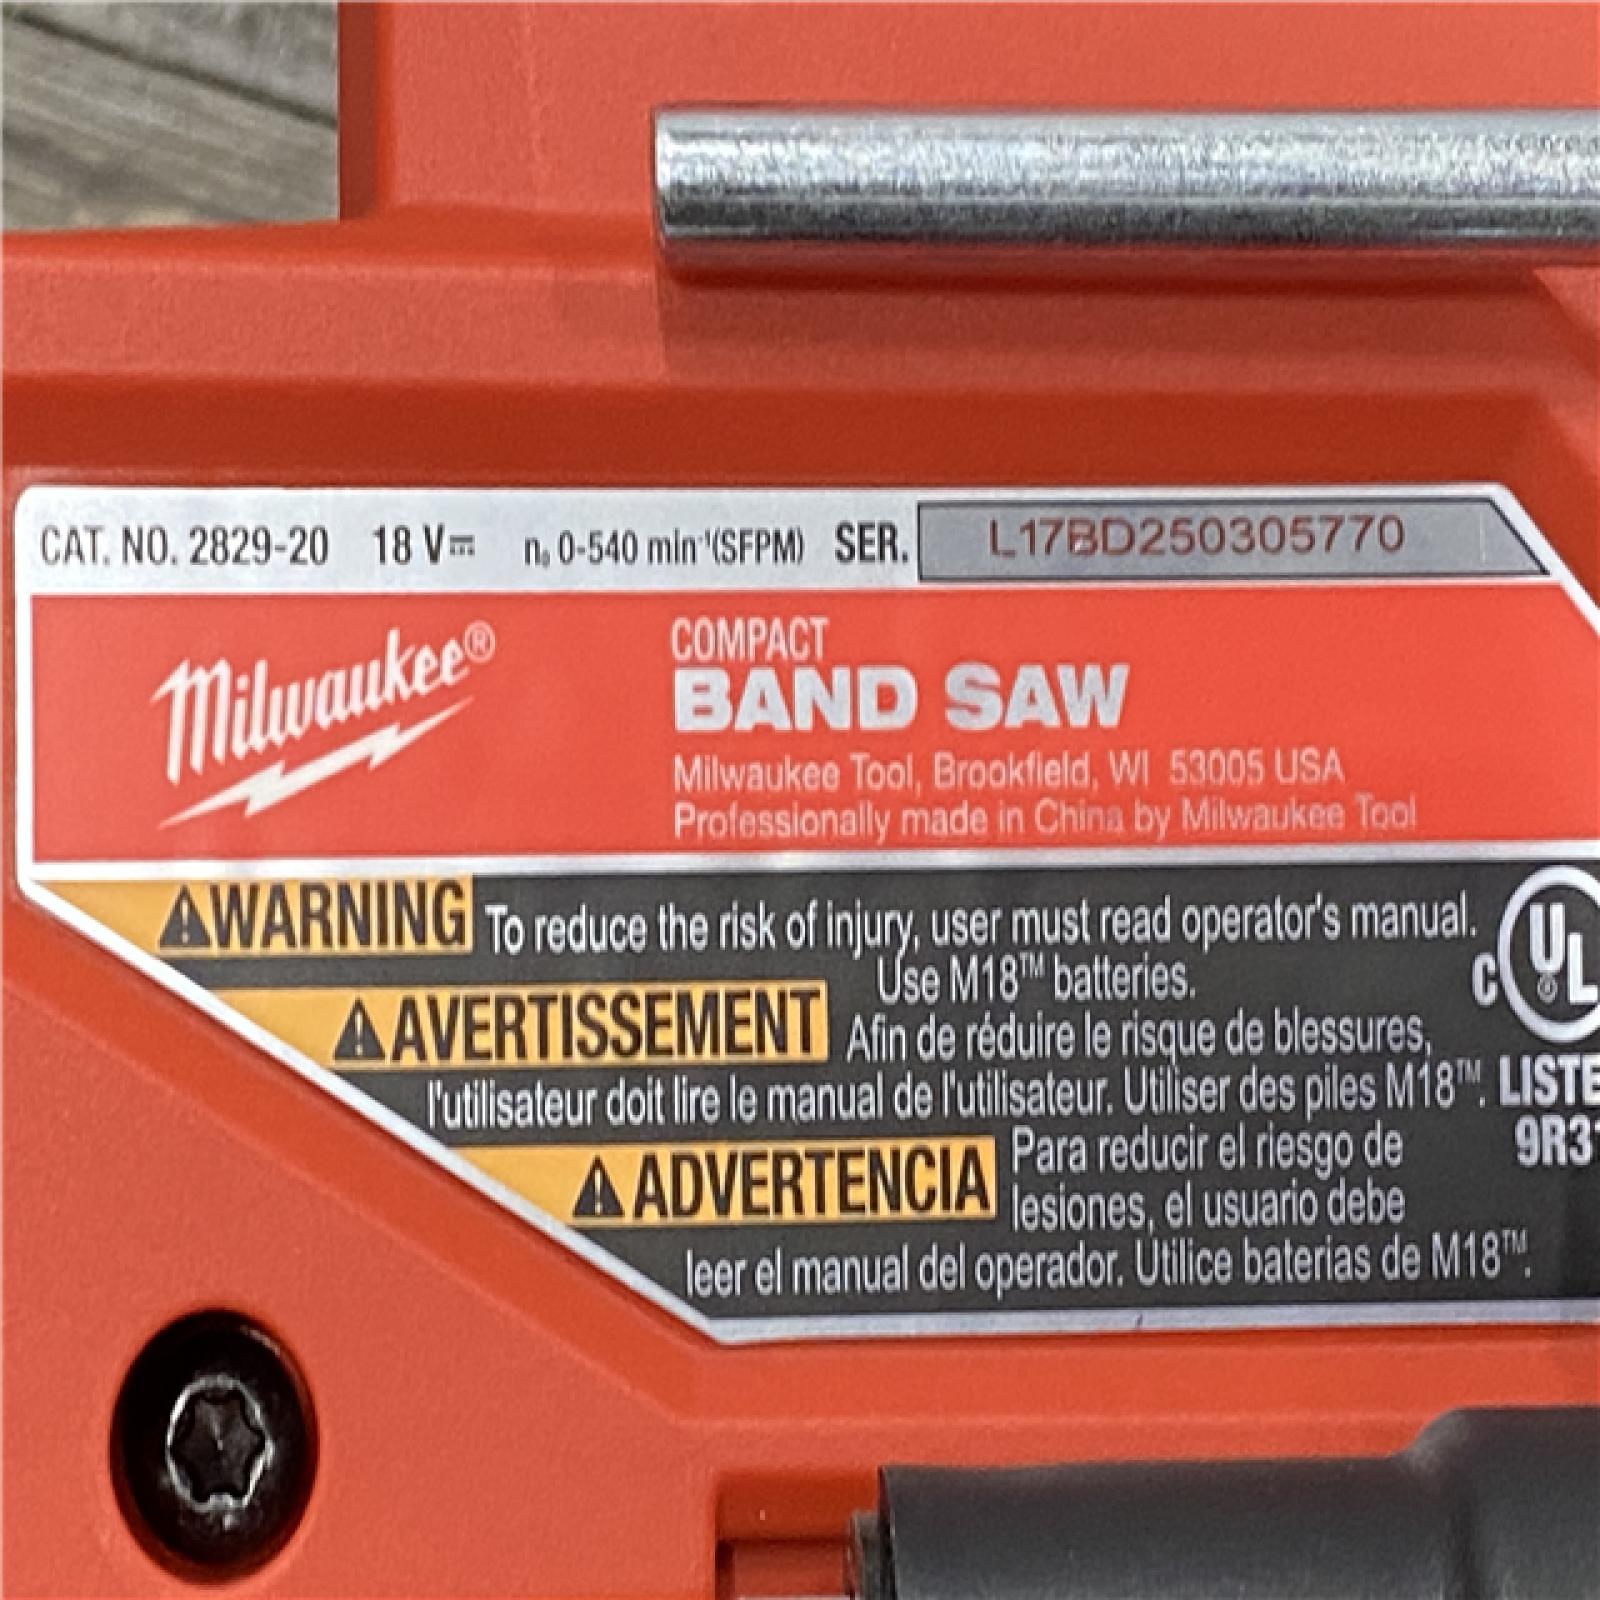 CAT. NO. 2829-20 18 V⎓ n₀ 0-540 min⁻¹(SFPM) SER. L17BD250305770
Milwaukee®
COMPACT
BAND SAW
Milwaukee Tool, Brookfield, WI 53005 USA
Professionally made in China by Milwaukee Tool
⚠WARNING To reduce the risk of injury, user must read operator's manual.
Use M18™ batteries.
⚠AVERTISSEMENT Afin de réduire le risque de blessures,
l'utilisateur doit lire le manual de l'utilisateur. Utiliser des piles M18™.
⚠ADVERTENCIA Para reducir el riesgo de
lesiones, el usuario debe
leer el manual del operador. Utilice baterias de M18™.
C UL
LISTE
9R3